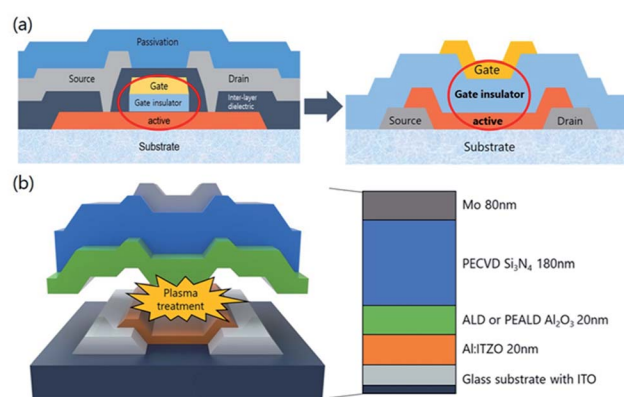 (a)
Passivation
Source
Drain
Gate
Gate insulator
Inter-layer
dielectric
active
Substrate
Gate
Gate insulator
Source
active
Drain
Substrate
(b)
Plasma
treatment
Mo 80nm
PECVD Si₃N₄ 180nm
ALD or PEALD Al₂O₃ 20nm
Al:ITZO 20nm
Glass substrate with ITO